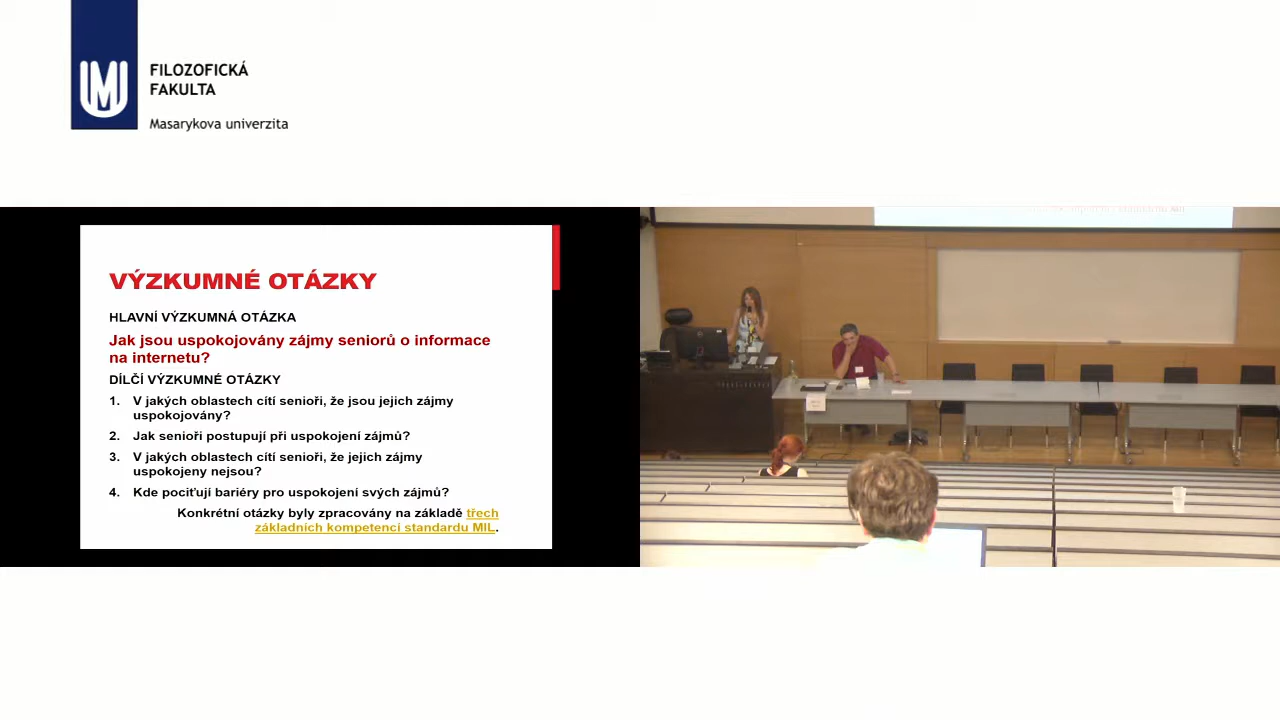 FILOZOFICKÁ
FAKULTA
Masarykova univerzita
VÝZKUMNÉ OTÁZKY
HLAVNÍ VÝZKUMNÁ OTÁZKA
Jak jsou uspokojovány zájmy seniorů o informace
na internetu?
DÍLČÍ VÝZKUMNÉ OTÁZKY
1. V jakých oblastech cítí senioři, že jsou jejich zájmy
uspokojovány?
2. Jak senioři postupují při uspokojení zájmů?
3. V jakých oblastech cítí senioři, že jejich zájmy
uspokojeny nejsou?
4. Kde pociťují bariéry pro uspokojení svých zájmů?
Konkrétní otázky byly zpracovány na základě třech
základních kompetencí standardu MIL.